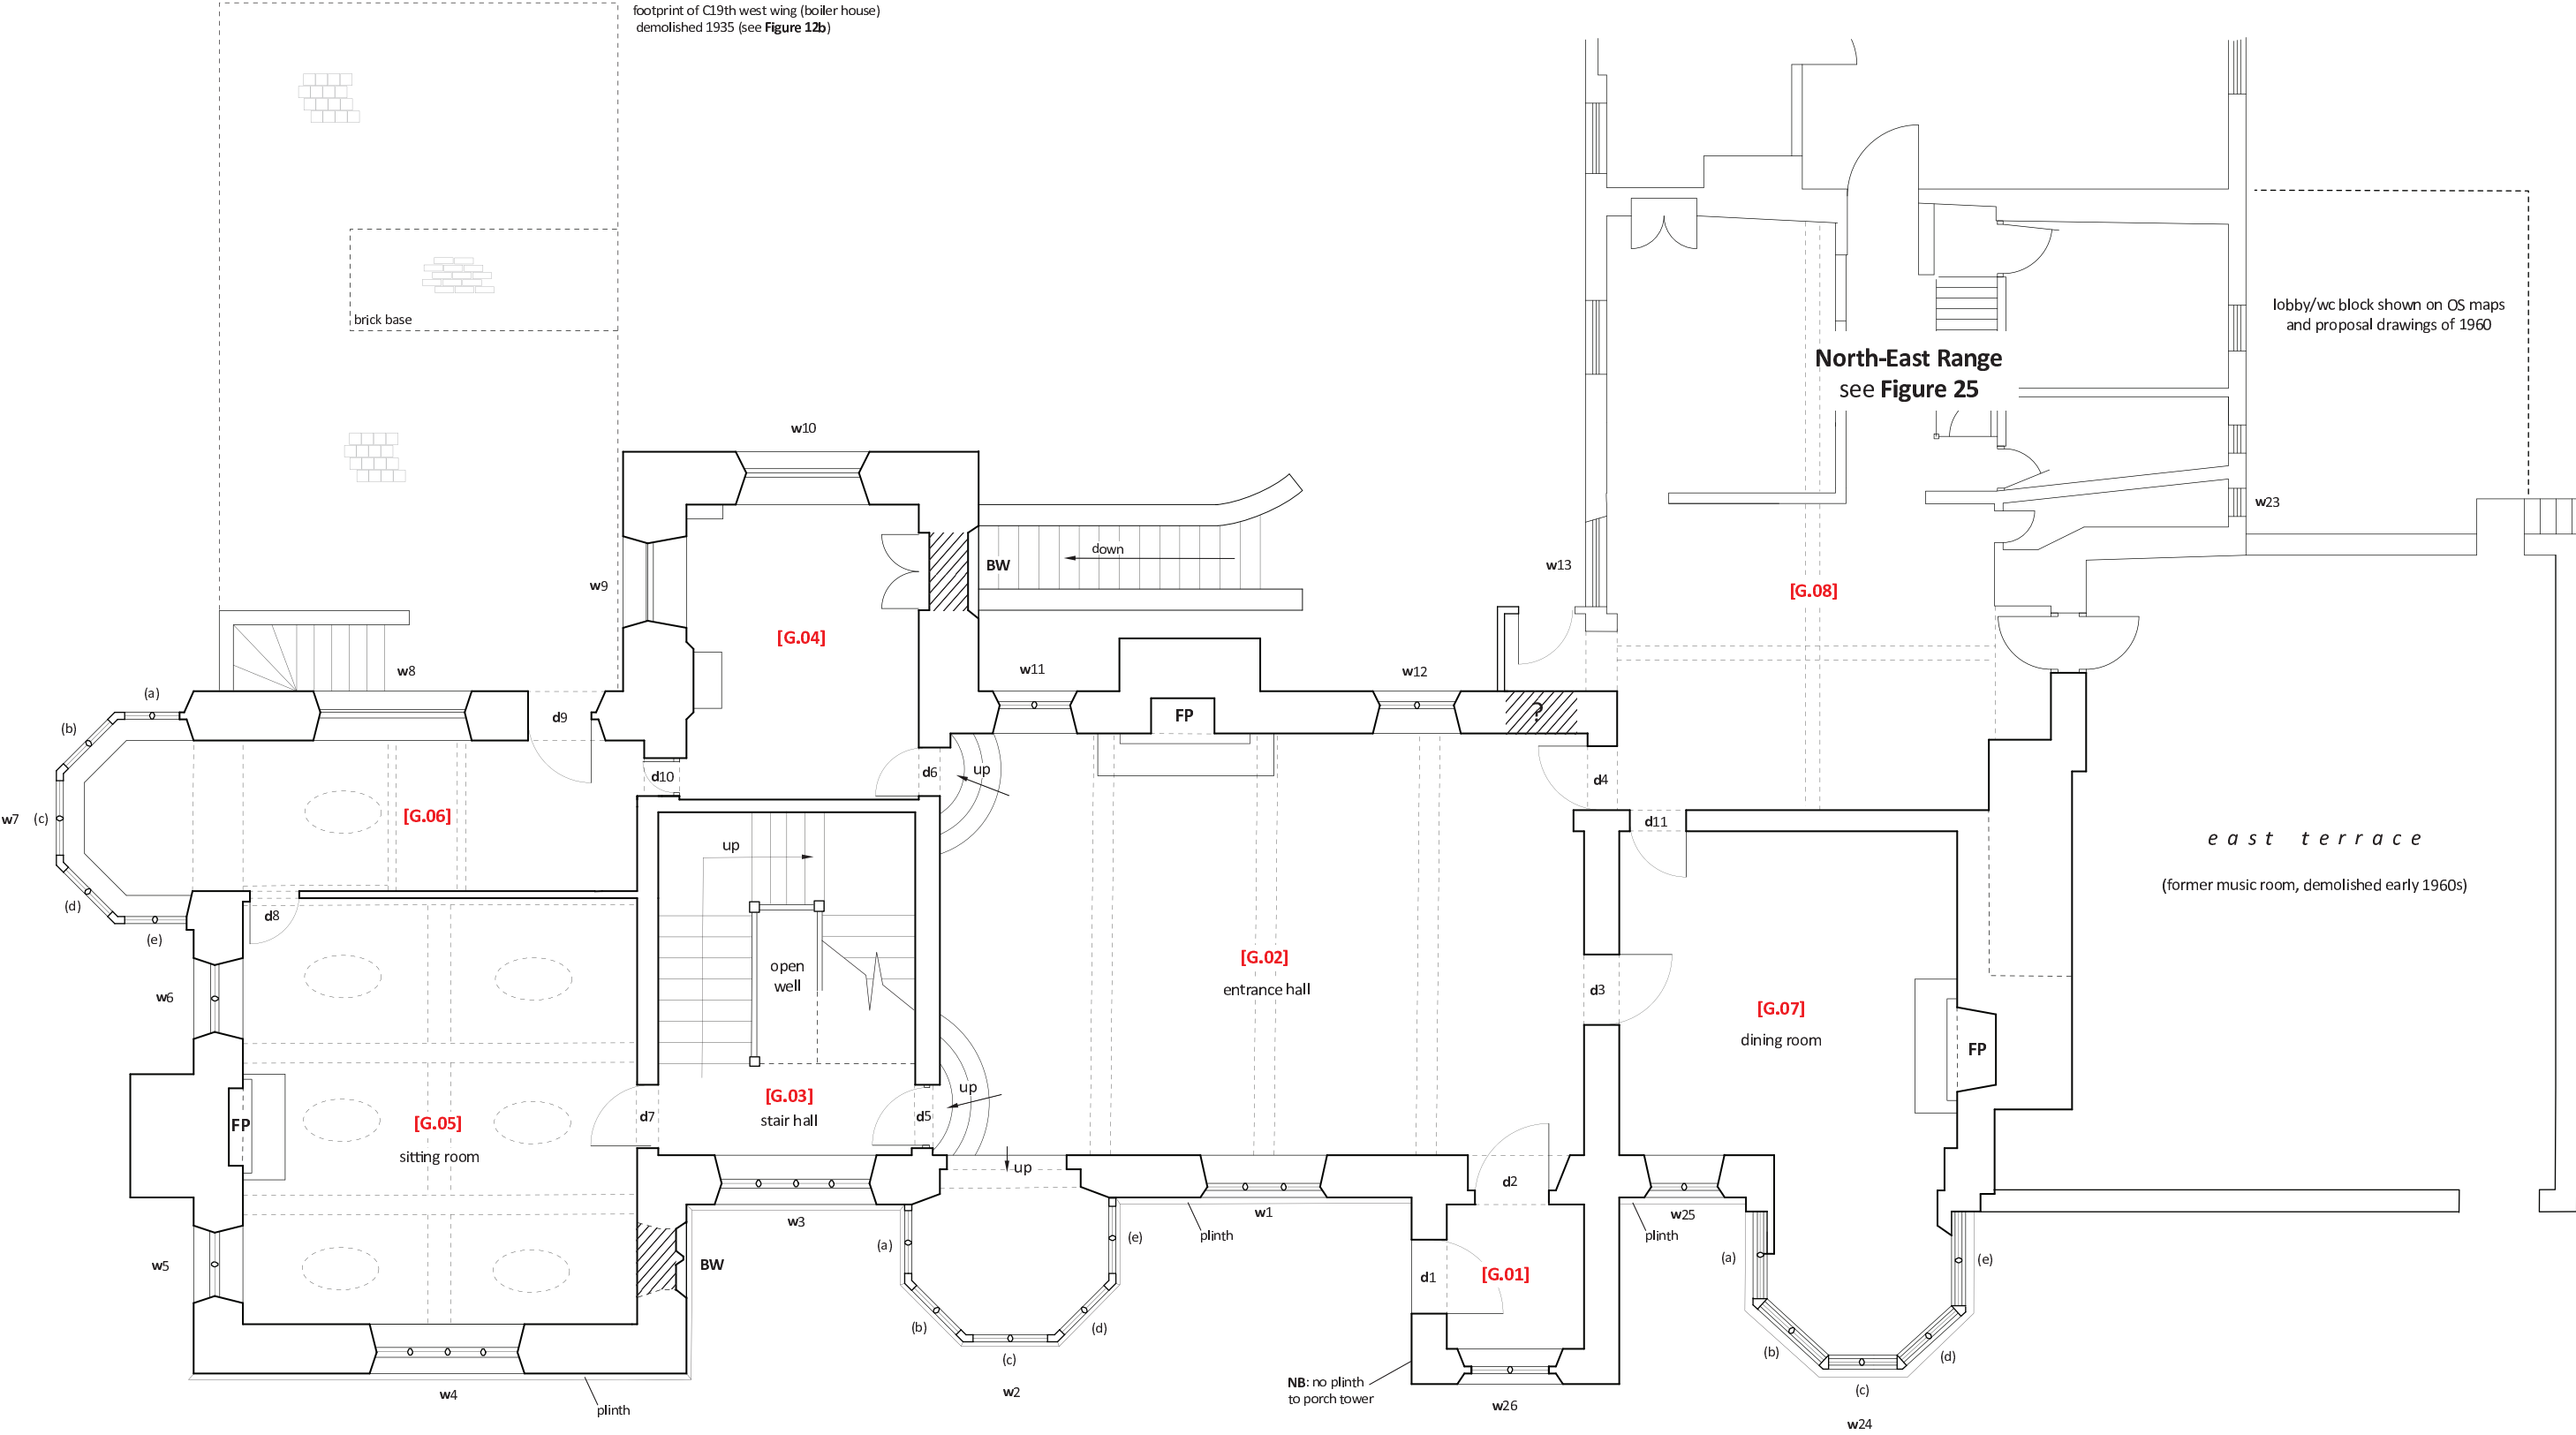 footprint of C19th west wing (boiler house)
demolished 1935 (see Figure 12b)
lobby/wc block shown on OS maps
and proposal drawings of 1960
brick base
North-East Range
see Figure 25
w10
w23
BW
down
w13
w9
[G.08]
[G.04]
w8
w11
w12
(a)
(b)
d9
FP
?
d10
d6
up
d4
w7
(c)
[G.06]
d11
east terrace
up
(former music room, demolished early 1960s)
(d)
d8
(e)
[G.02]
entrance hall
open
well
w6
d3
[G.07]
dining room
FP
up
[G.03]
stair hall
d7
d5
[G.05]
sitting room
FP
up
d2
w3
w1
w25
plinth
plinth
(a)
(e)
(a)
(e)
w5
BW
d1
[G.01]
(b)
(d)
(b)
(d)
(c)
(c)
w4
plinth
w2
NB: no plinth
to porch tower
w26
w24